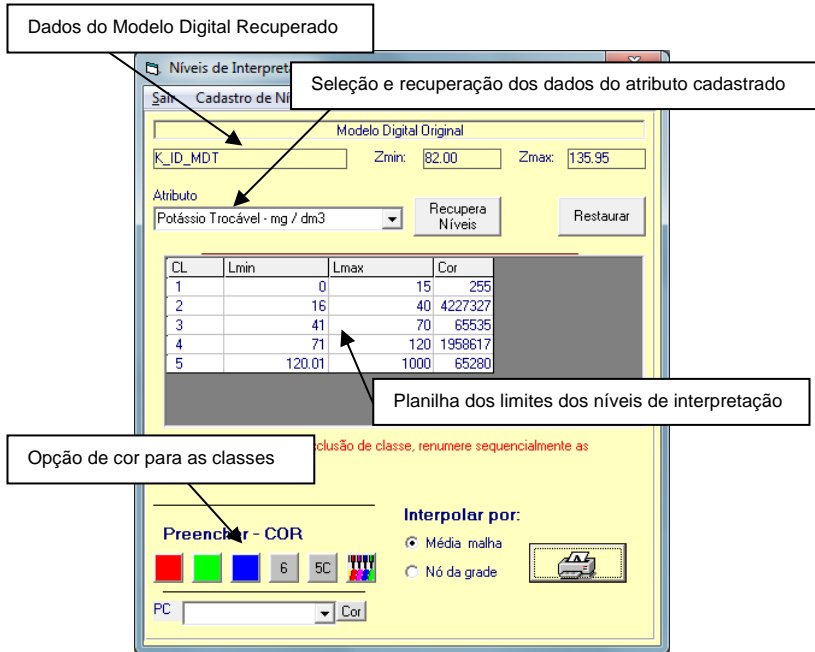 Dados do Modelo Digital Recuperado
Níveis de Interpret
Seleção e recuperação dos dados do atributo cadastrado
Sair Cadastro de Ní
Modelo Digital Original
K_ID_MDT Zmin: 82.00 Zmax: 135.95
Atributo
Potássio Trocável - mg / dm3
Recupera
Níveis
Restaurar
CL Lmin Lmax Cor
1 0 15 255
2 16 40 4227327
3 41 70 65535
4 71 120 1958617
5 120.01 1000 65280
Planilha dos limites dos níveis de interpretação
clusão de classe, renumere sequencialmente as
Opção de cor para as classes
Interpolar por:
Preencher - COR
Média malha
6 5C
Nó da grade
PC Cor